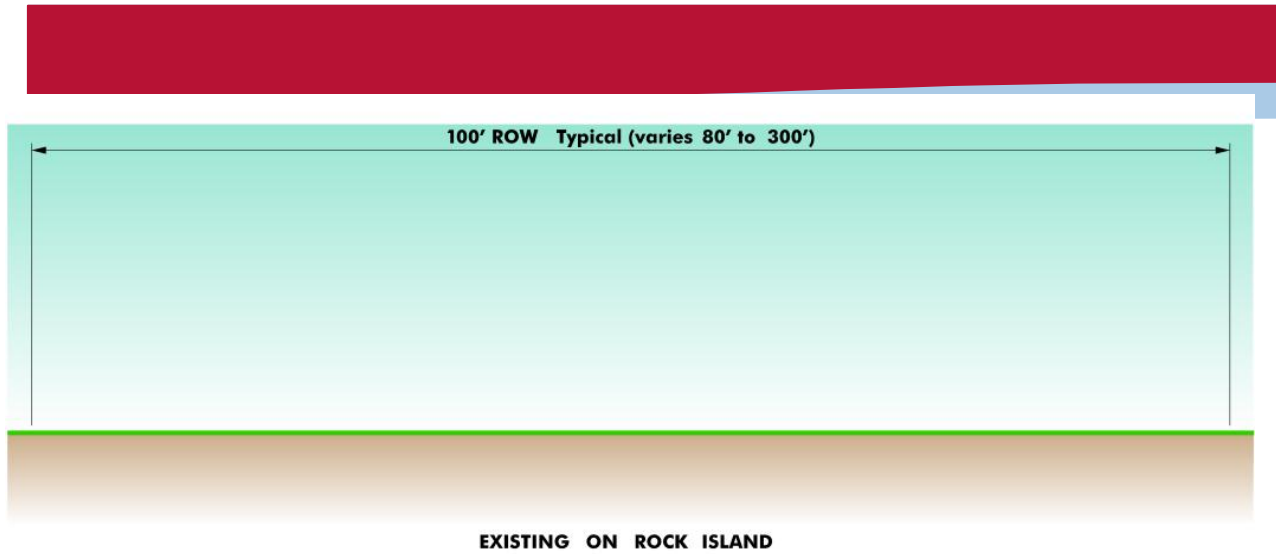 100' ROW Typical (varies 80' to 300')
EXISTING ON ROCK ISLAND